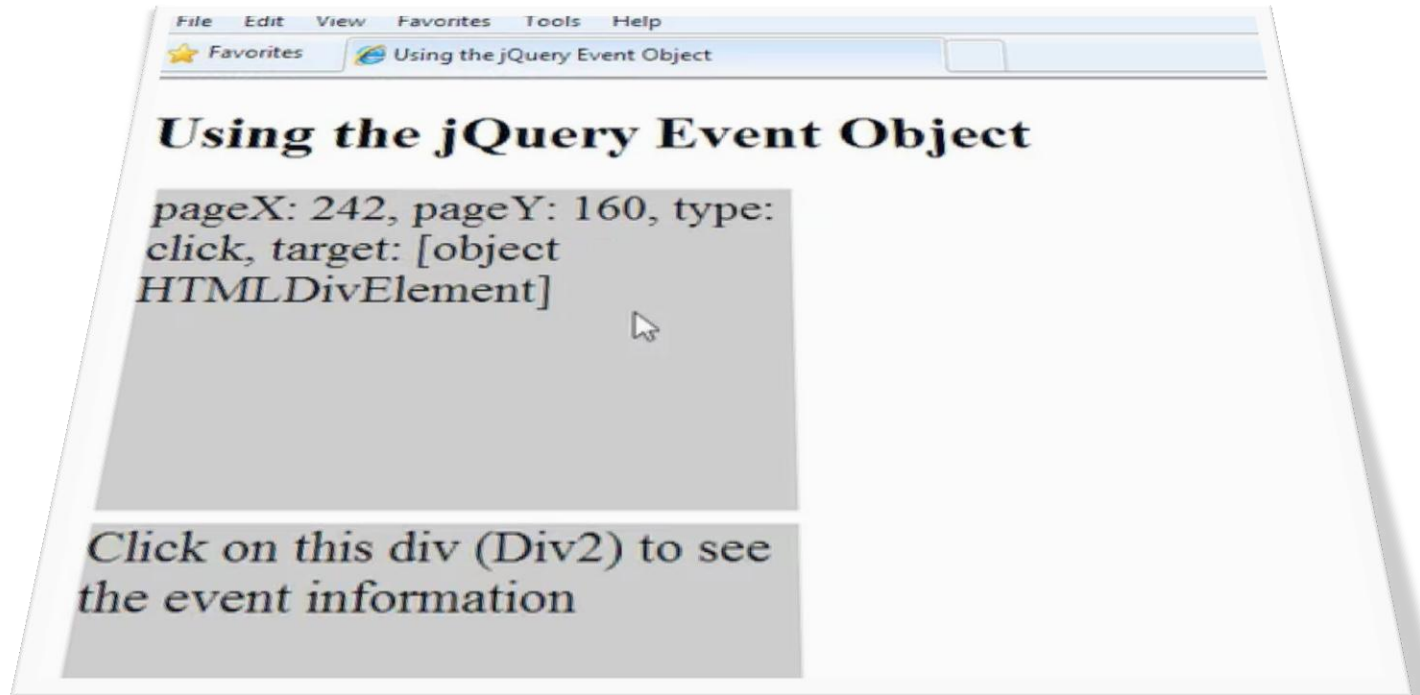 File Edit View Favorites Tools Help
Favorites
Using the jQuery Event Object
Using the jQuery Event Object
pageX: 242, pageY: 160, type:
click, target: [object
HTMLDivElement]
Click on this div (Div2) to see
the event information